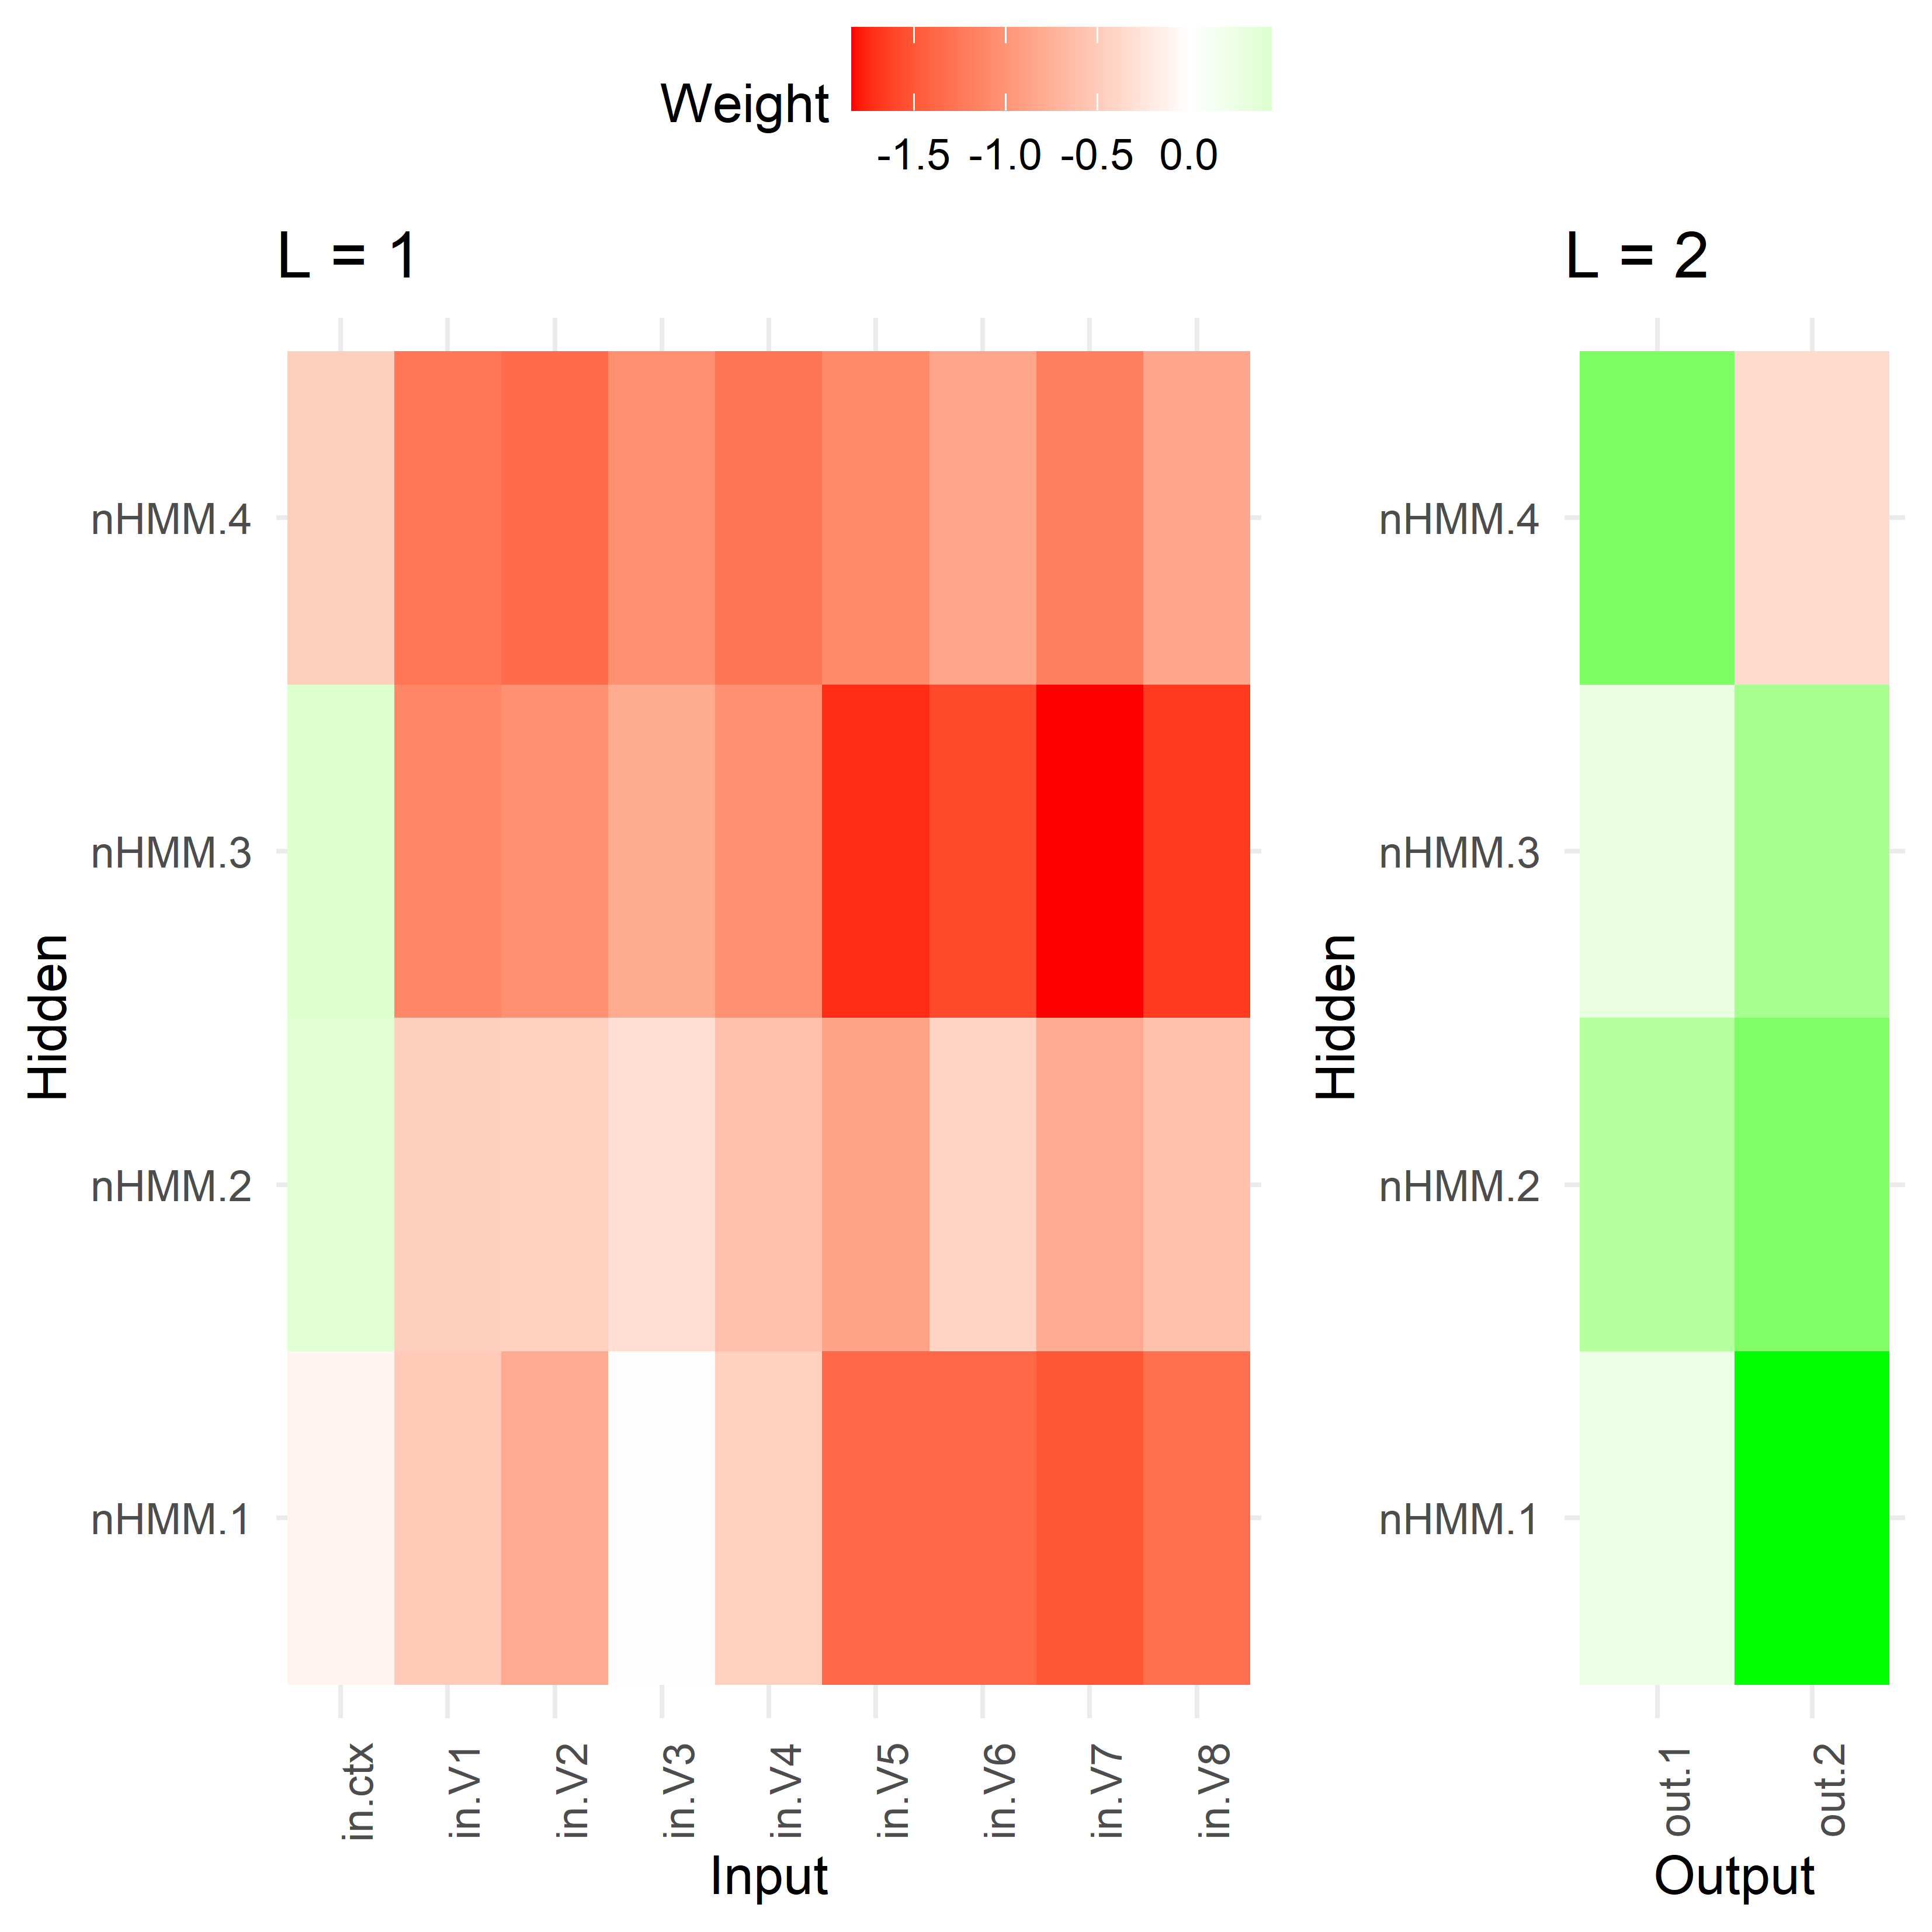 Weight
-1.5 -1.0 -0.5 0.0
L = 1
L = 2
Hidden
nHMM.4
nHMM.3
nHMM.2
nHMM.1
in.ctx
in.V1
in.V2
in.V3
in.V4
in.V5
in.V6
in.V7
in.V8
Input
Hidden
nHMM.4
nHMM.3
nHMM.2
nHMM.1
out.1
out.2
Output